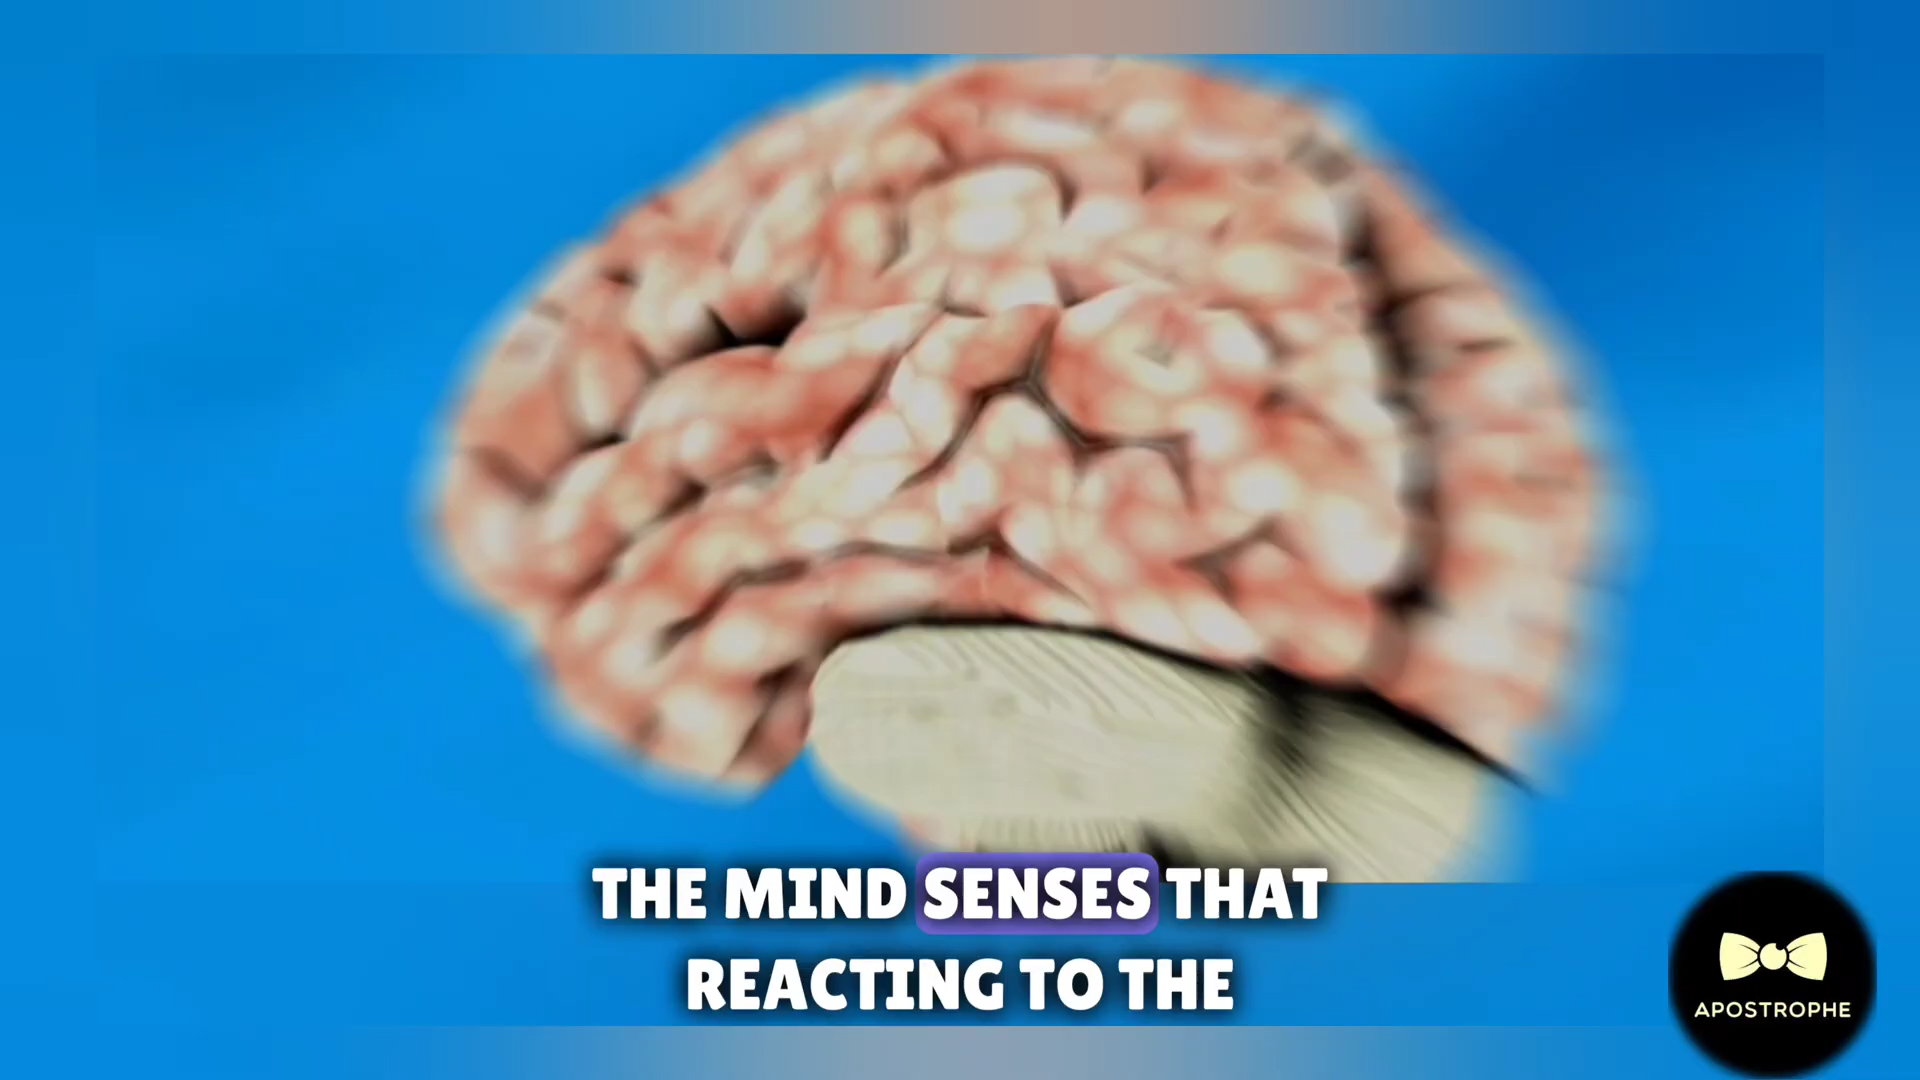 THE MIND SENSES THAT
REACTING TO THE
APOSTROPHE